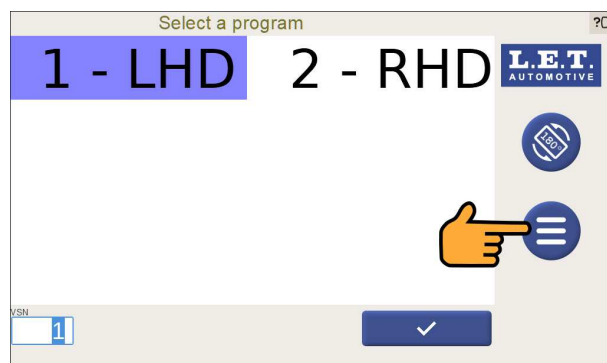 Select a program
?
1 - LHD
2 - RHD
L.E.T.
AUTOMOTIVE
180°
VSN
1